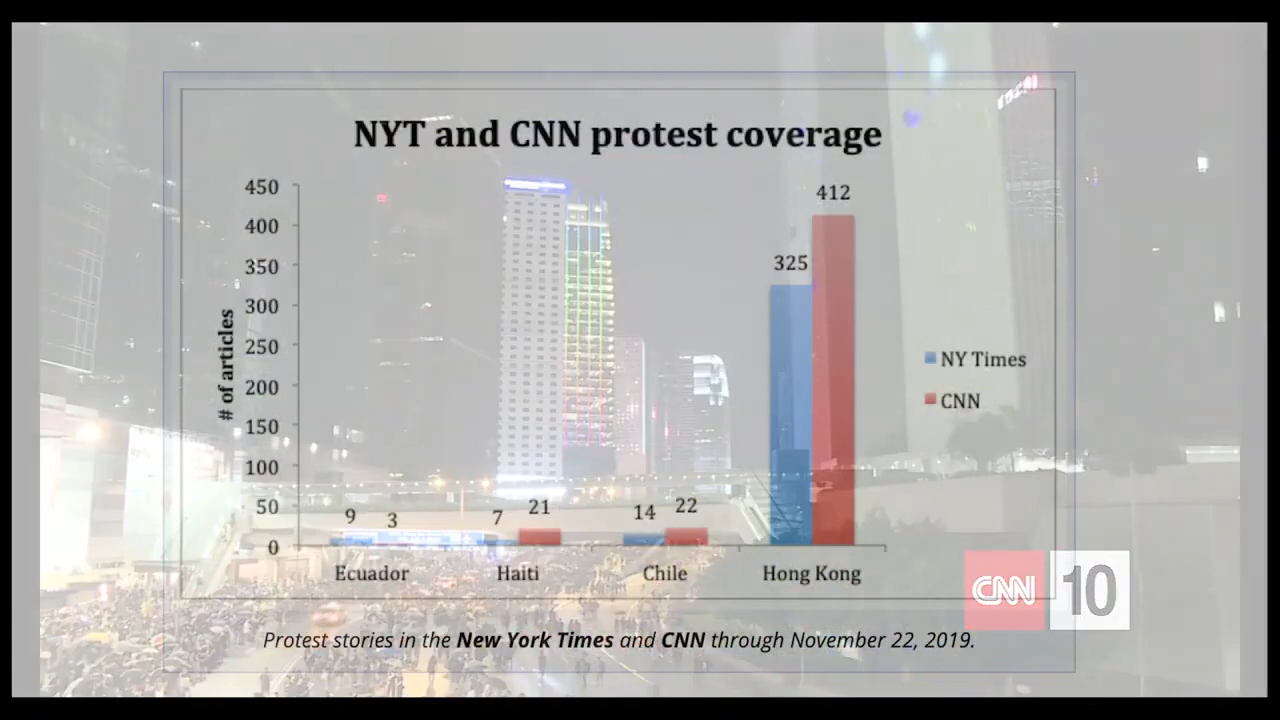 NYT and CNN protest coverage
412
450
400
350
325
300
250
200
150
100
50
0
# of articles
9
3
7
21
14
22
Ecuador
Haiti
Chile
Hong Kong
NY Times
CNN
CNN 10
Protest stories in the New York Times and CNN through November 22, 2019.